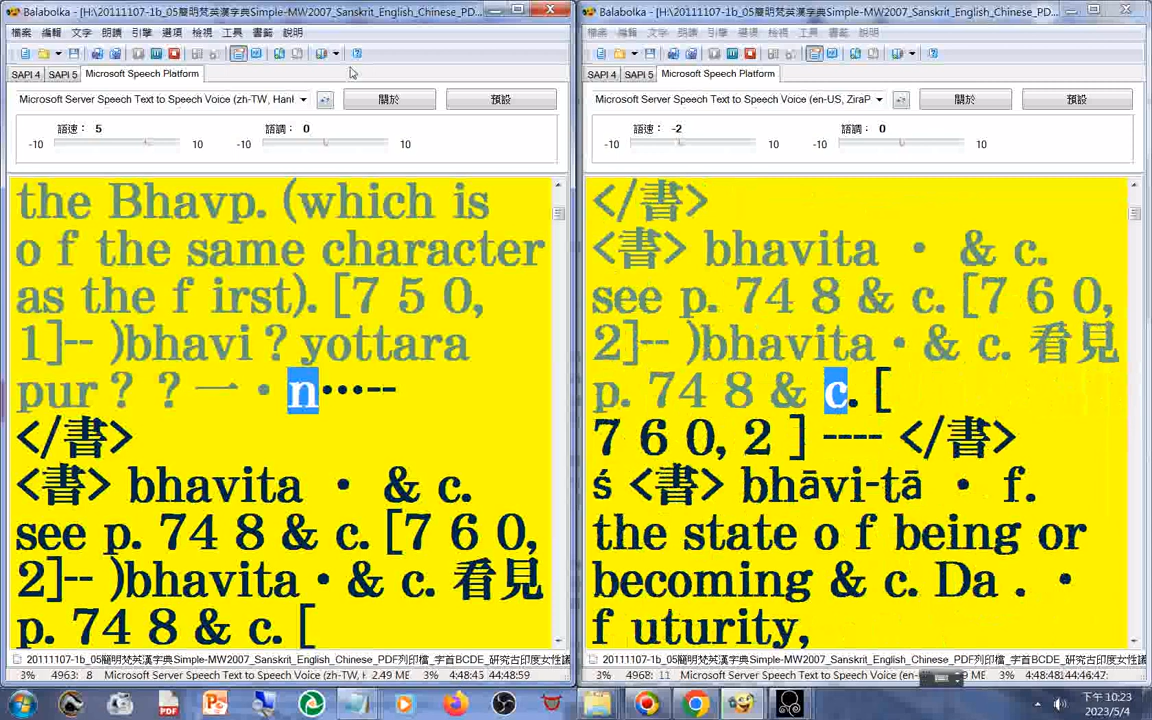 Balabolka - [H:\20111107-1b_05簡明梵英漢字典Simple-MW2007_Sanskrit_English_Chinese_PD...
檔案 編輯 文字 朗讀 引擎 選項 檢視 工具 書籤 說明
SAPI 4 SAPI 5 Microsoft Speech Platform
Microsoft Server Speech Text to Speech Voice (zh-TW, Hanl
關於 預設
語速： 5 語調： 0
-10 10 -10 10
the Bhavp. (which is
o f the same character
as the f irst). [7 5 0,
1]-- )bhavi ? yottara
pur ? ? 一 • n•••--
</書>
<書> bhavita • & c.
see p. 74 8 & c. [7 6 0,
2]-- )bhavita • & c. 看見
p. 74 8 & c. [
20111107-1b_05簡明梵英漢字典Simple-MW2007_Sanskrit_English_Chinese_PDF列印檔_字首BCDE_研究古印度女性議
3% 4963: 8 Microsoft Server Speech Text to Speech Voice (zh-TW, H 2.49 ME 3% 4:48:45 44:48:59
Balabolka - [H:\20111107-1b_05簡明梵英漢字典Simple-MW2007_Sanskrit_English_Chinese_PD...
檔案 編輯 文字 朗讀 引擎 選項 檢視 工具 書籤 說明
SAPI 4 SAPI 5 Microsoft Speech Platform
Microsoft Server Speech Text to Speech Voice (en-US, ZiraP
關於 預設
語速： -2 語調： 0
-10 10 -10 10
</書>
<書> bhavita • & c.
see p. 74 8 & c. [7 6 0,
2]-- )bhavita • & c. 看見
p. 74 8 & c. [
7 6 0, 2 ] ---- </書>
ś <書> bhāvi-tā • f.
the state o f being or
becoming & c. Da . •
f uturity,
20111107-1b_05簡明梵英漢字典Simple-MW2007_Sanskrit_English_Chinese_PDF列印檔_字首BCDE_研究古印度女性議
3% 4968: 11 Microsoft Server Speech Text to Speech Voice (en-US, ME 3% 4:48:48
下午 10:23
2023/5/4